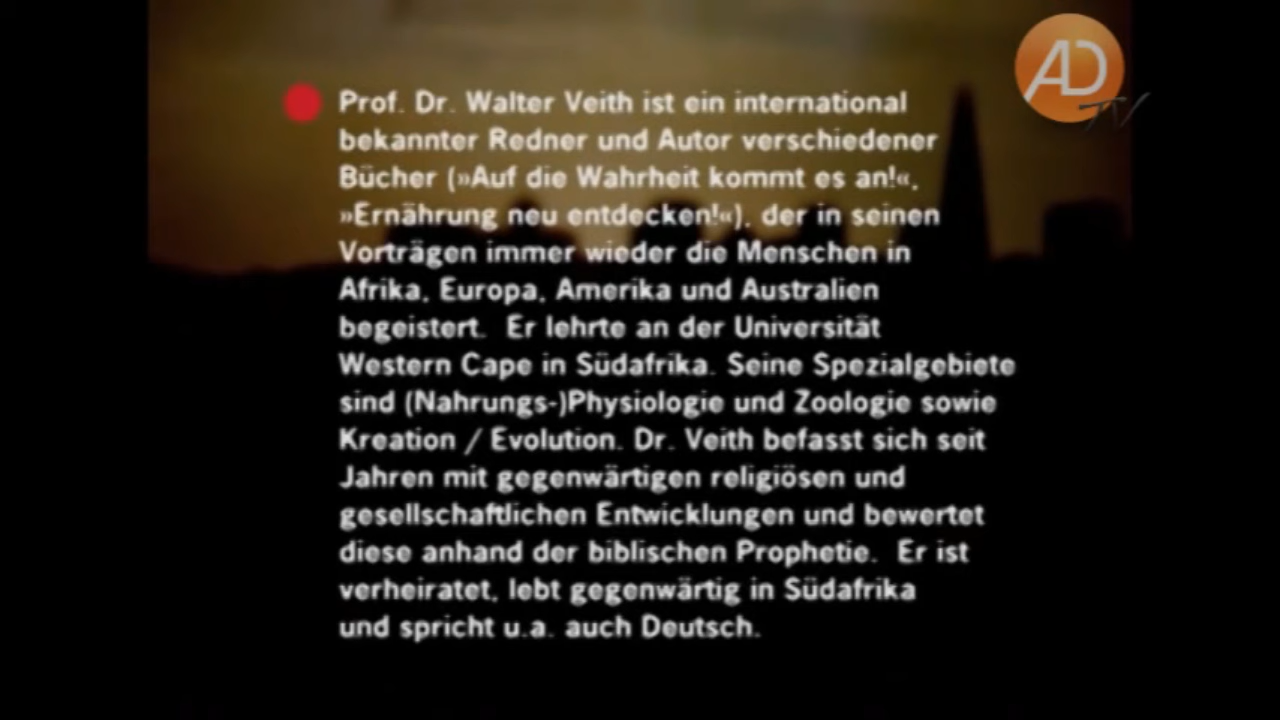 AD
TV
Prof. Dr. Walter Veith ist ein international
bekannter Redner und Autor verschiedener
Bücher (»Auf die Wahrheit kommt es an!«,
»Ernährung neu entdecken!«), der in seinen
Vorträgen immer wieder die Menschen in
Afrika, Europa, Amerika und Australien
begeistert. Er lehrte an der Universität
Western Cape in Südafrika. Seine Spezialgebiete
sind (Nahrungs-)Physiologie und Zoologie sowie
Kreation / Evolution. Dr. Veith befasst sich seit
Jahren mit gegenwärtigen religiösen und
gesellschaftlichen Entwicklungen und bewertet
diese anhand der biblischen Prophetie. Er ist
verheiratet, lebt gegenwärtig in Südafrika
und spricht u.a. auch Deutsch.